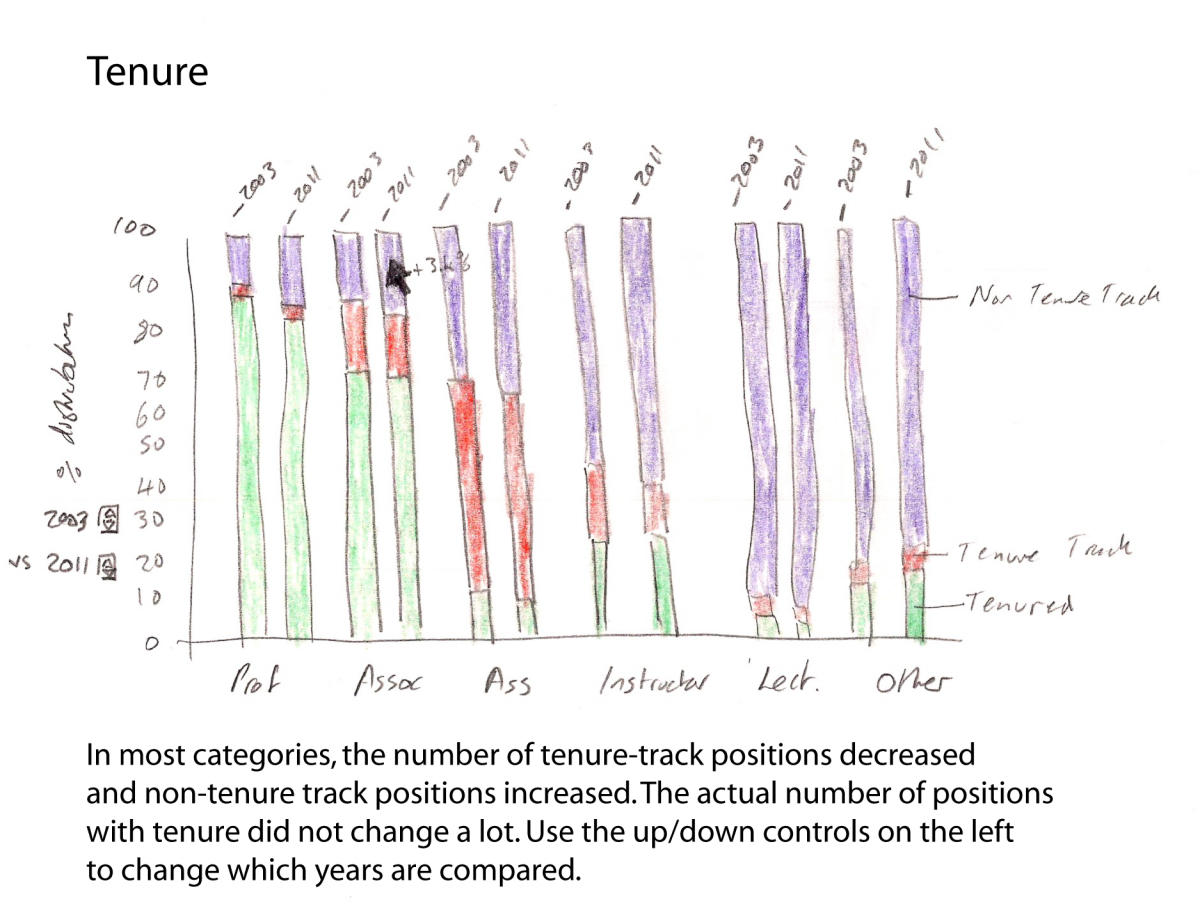 Tenure
2003 2011 2003 2011 2003 2011 2003 2011 2003 2011 2003 2011
100
90
80
70
60
50
40
30
20
10
0
%
2003
vs 2011
Non Tenure Track
Tenure Track
Tenured
Prof Assoc Ass Instructor Lect. Other
In most categories, the number of tenure-track positions decreased
and non-tenure track positions increased. The actual number of positions
with tenure did not change a lot. Use the up/down controls on the left
to change which years are compared.